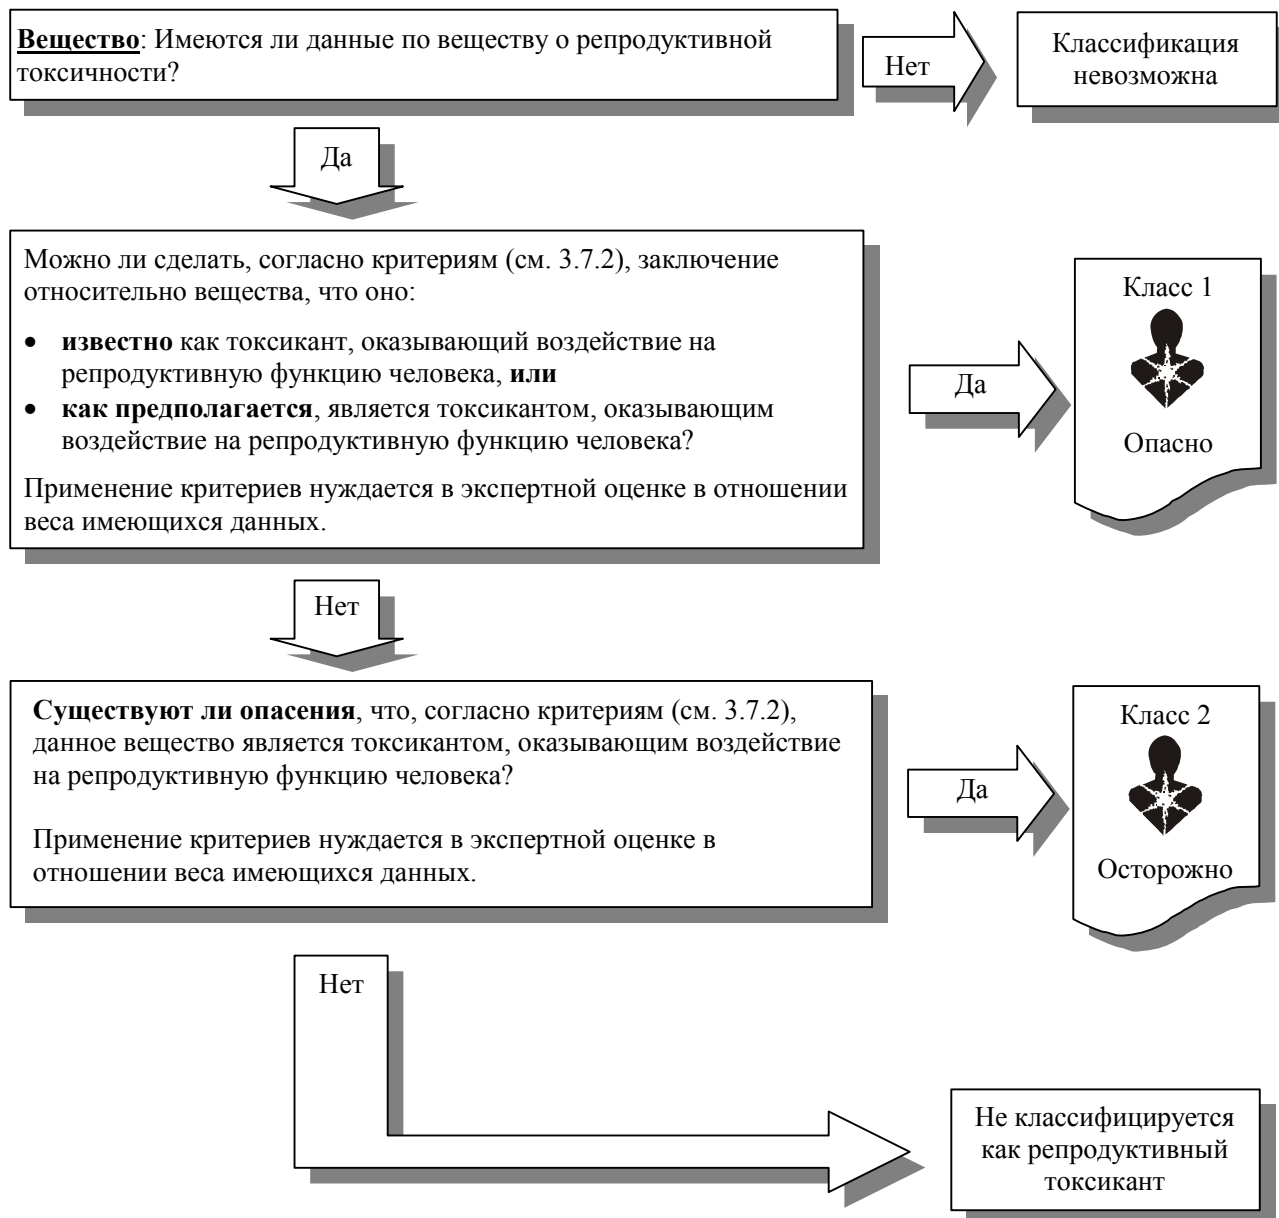 Вещество: Имеются ли данные по веществу о репродуктивной
токсичности?
Нет
Классификация
невозможна
Да
Можно ли сделать, согласно критериям (см. 3.7.2), заключение
относительно вещества, что оно:
• известно как токсикант, оказывающий воздействие на
репродуктивную функцию человека, или
• как предполагается, является токсикантом, оказывающим
воздействие на репродуктивную функцию человека?
Применение критериев нуждается в экспертной оценке в отношении
веса имеющихся данных.
Да
Класс 1
Опасно
Нет
Существуют ли опасения, что, согласно критериям (см. 3.7.2),
данное вещество является токсикантом, оказывающим воздействие
на репродуктивную функцию человека?
Применение критериев нуждается в экспертной оценке в
отношении веса имеющихся данных.
Да
Класс 2
Осторожно
Нет
Не классифицируется
как репродуктивный
токсикант